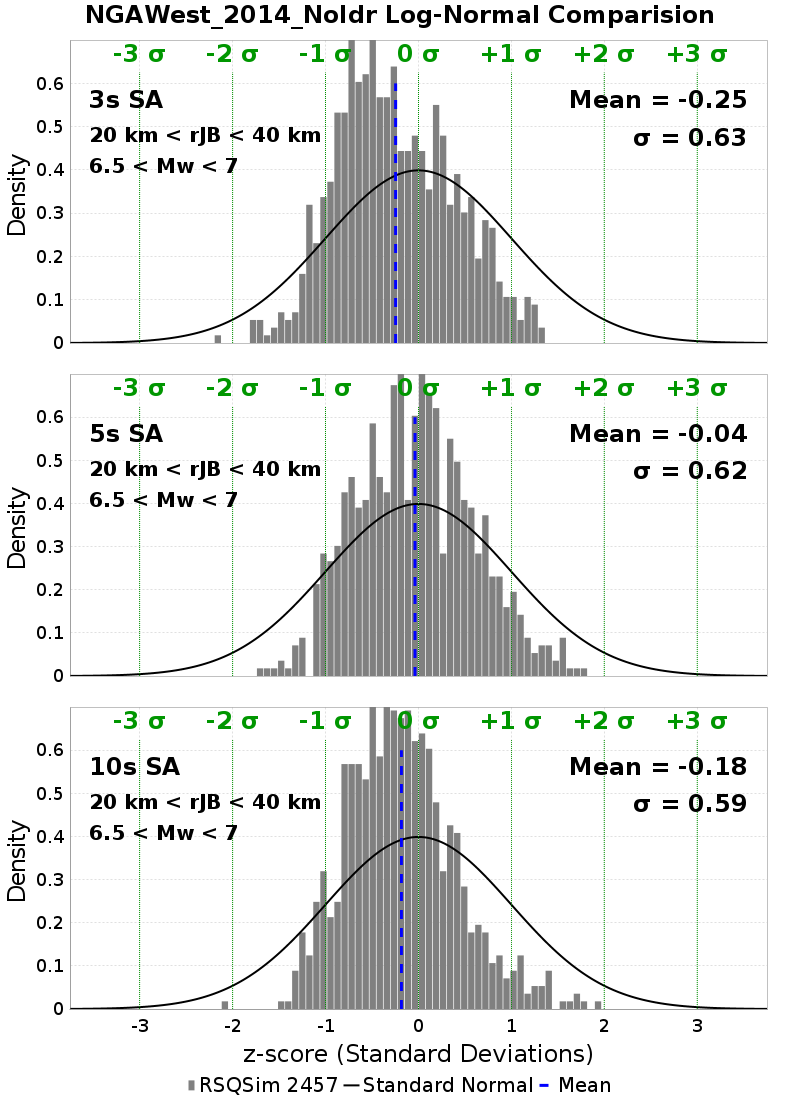 NGAWest_2014_NoIdr Log-Normal Comparision
-3 σ -2 σ -1 σ 0 σ +1 σ +2 σ +3 σ
3s SA Mean = -0.25
20 km < rJB < 40 km σ = 0.63
6.5 < Mw < 7
Density
0.6
0.5
0.4
0.3
0.2
0.1
0
-3 σ -2 σ -1 σ 0 σ +1 σ +2 σ +3 σ
5s SA Mean = -0.04
20 km < rJB < 40 km σ = 0.62
6.5 < Mw < 7
Density
0.6
0.5
0.4
0.3
0.2
0.1
0
-3 σ -2 σ -1 σ 0 σ +1 σ +2 σ +3 σ
10s SA Mean = -0.18
20 km < rJB < 40 km σ = 0.59
6.5 < Mw < 7
Density
0.6
0.5
0.4
0.3
0.2
0.1
0
-3 -2 -1 0 1 2 3
z-score (Standard Deviations)
RSQSim 2457 Standard Normal Mean